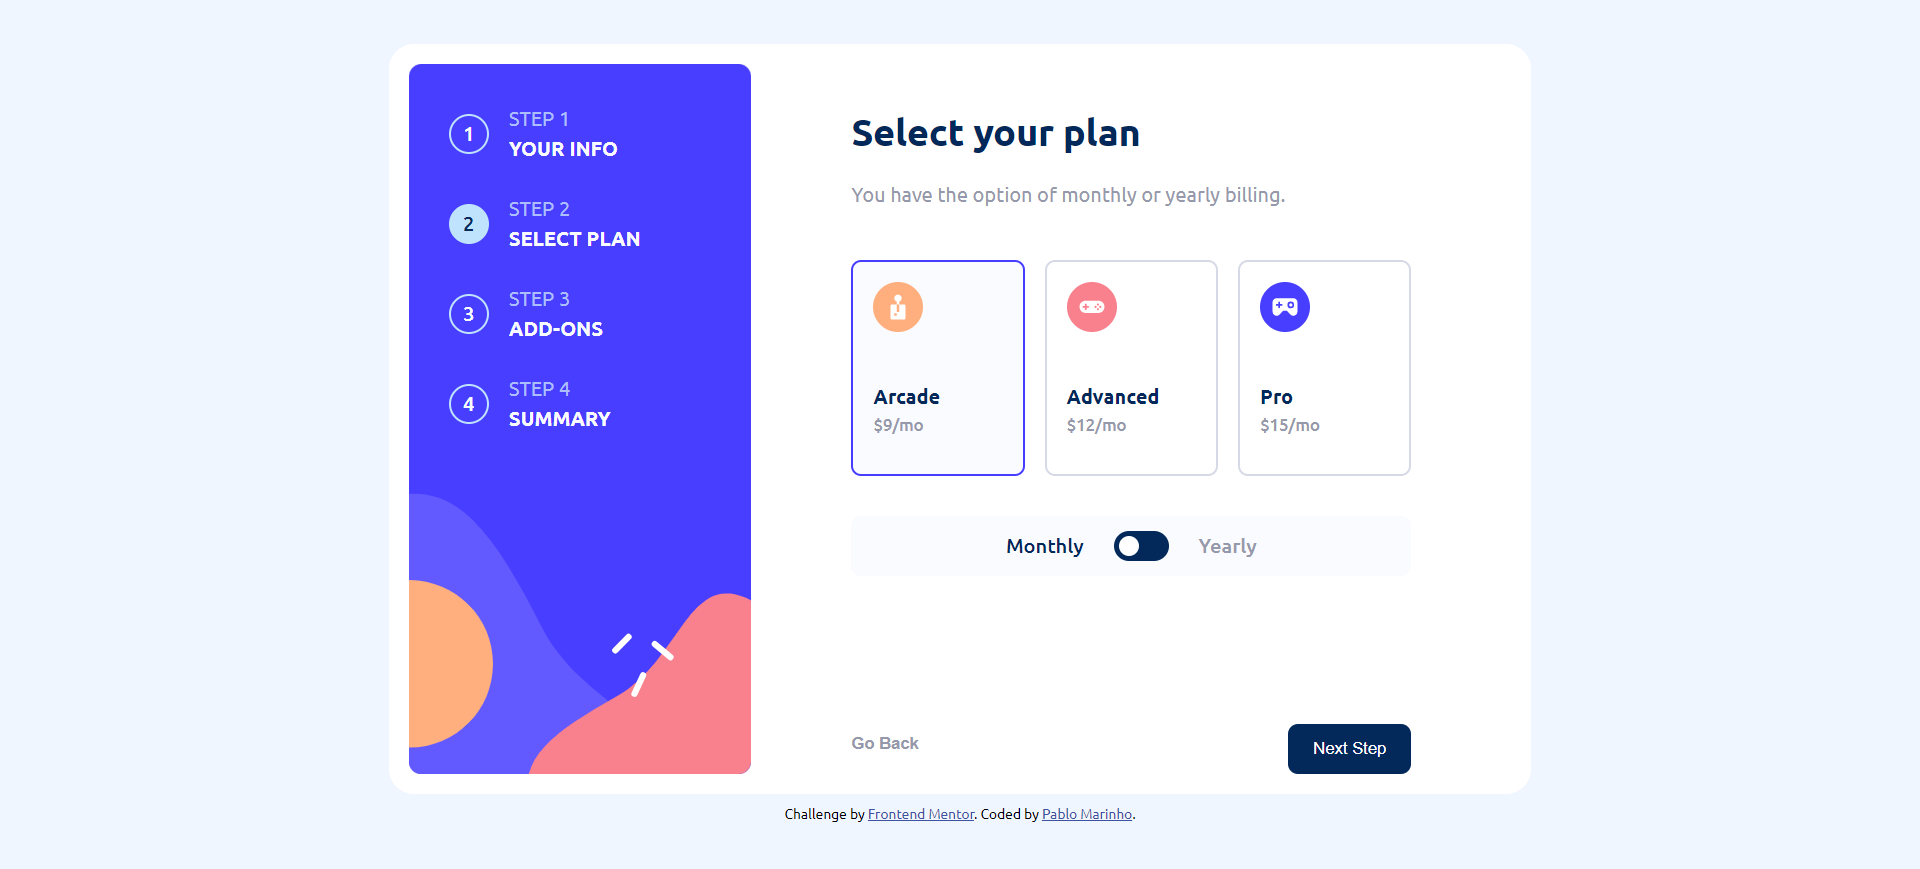 1
STEP 1
YOUR INFO
2
STEP 2
SELECT PLAN
3
STEP 3
ADD-ONS
4
STEP 4
SUMMARY
Select your plan
You have the option of monthly or yearly billing.
Arcade
$9/mo
Advanced
$12/mo
Pro
$15/mo
Monthly
Yearly
Go Back
Next Step
Challenge by Frontend Mentor. Coded by Pablo Marinho.